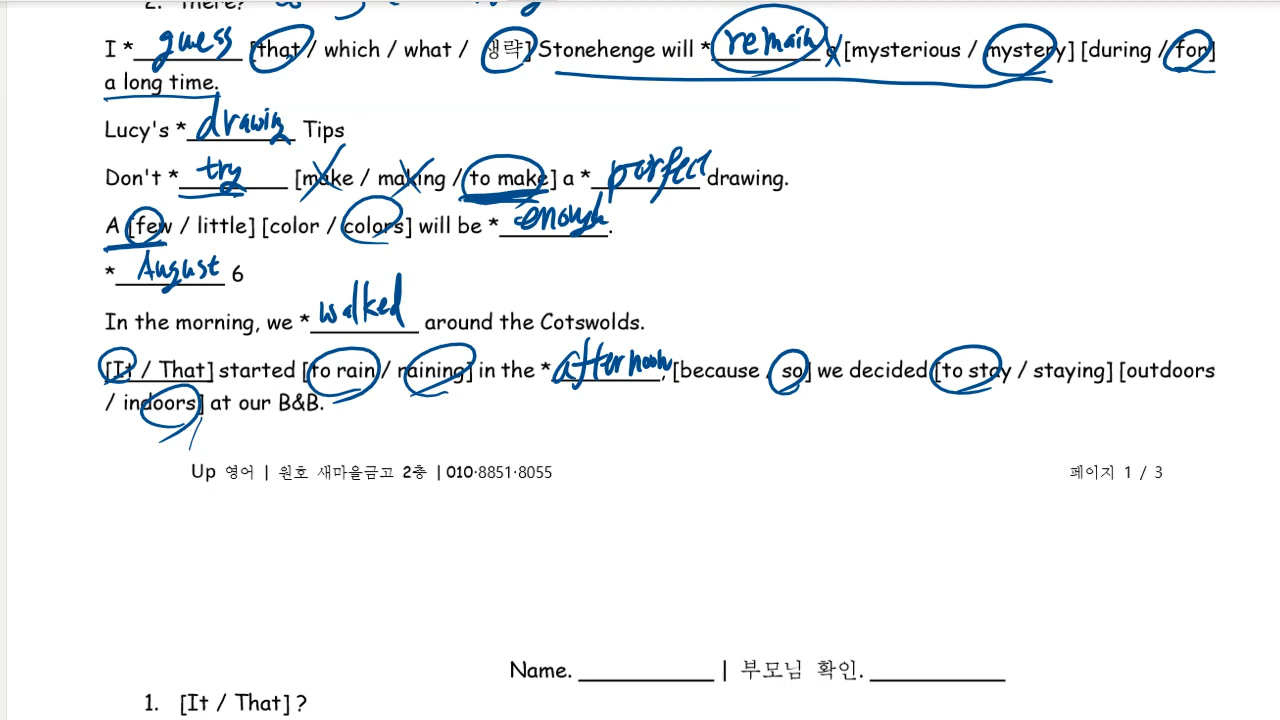 2. There?
I * guess [that / which / what / 생략] Stonehenge will * remain a [mysterious / mystery] [during / for]
a long time.
Lucy's * drawing Tips
Don't * try [make / making / to make] a * perfect drawing.
A [few / little] [color / colors] will be * enough.
* August 6
In the morning, we * walked around the Cotswolds.
[It / That] started [to rain / raining] in the * afternoon, [because / so] we decided [to stay / staying] [outdoors
/ indoors] at our B&B.
Up 영어 | 원호 새마을금고 2층 | 010·8851·8055
페이지 1 / 3
Name. | 부모님 확인.
1. [It / That] ?